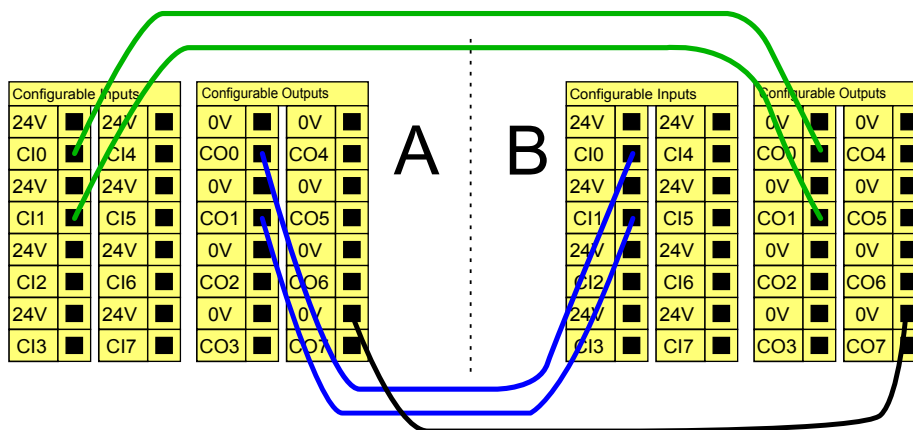 Configurable Inputs
24V 24V
CI0 CI4
24V 24V
CI1 CI5
24V 24V
CI2 CI6
24V 24V
CI3 CI7
Configurable Outputs
0V 0V
CO0 CO4
0V 0V
CO1 CO5
0V 0V
CO2 CO6
0V 0V
CO3 CO7
A
B
Configurable Inputs
24V 24V
CI0 CI4
24V 24V
CI1 CI5
24V 24V
CI2 CI6
24V 24V
CI3 CI7
Configurable Outputs
0V 0V
CO0 CO4
0V 0V
CO1 CO5
0V 0V
CO2 CO6
0V 0V
CO3 CO7